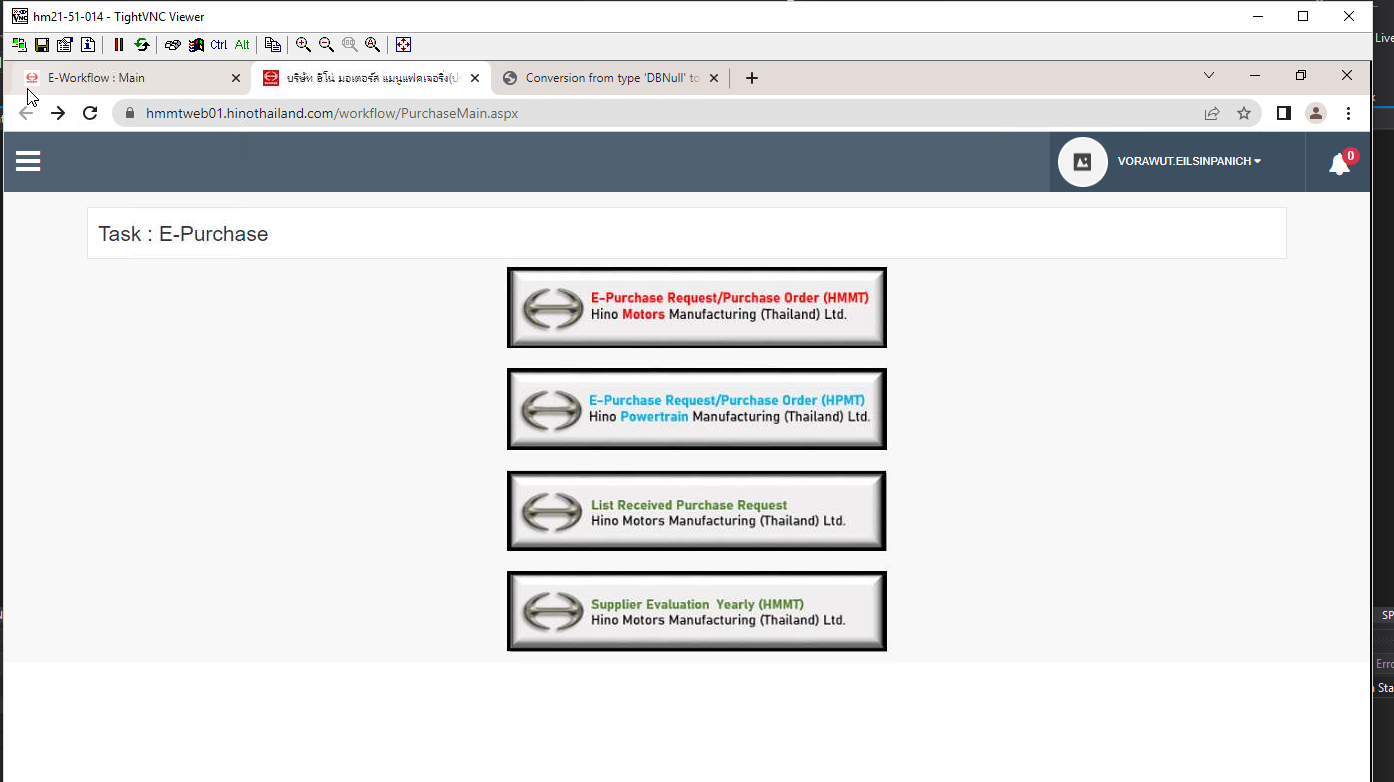 hm21-51-014 - TightVNC Viewer
Ctrl Alt
Live
E-Workflow : Main
บริษัท ฮีโน่ มอเตอร์ส แมนูแฟคเจอริ่ง(ปร
Conversion from type 'DBNull' to
hmmtweb01.hinothailand.com/workflow/PurchaseMain.aspx
VORAWUT.EILSINPANICH
0
Task : E-Purchase
E-Purchase Request/Purchase Order (HMMT)
Hino Motors Manufacturing (Thailand) Ltd.
E-Purchase Request/Purchase Order (HPMT)
Hino Powertrain Manufacturing (Thailand) Ltd.
List Received Purchase Request
Hino Motors Manufacturing (Thailand) Ltd.
Supplier Evaluation Yearly (HMMT)
Hino Motors Manufacturing (Thailand) Ltd.
SP
Erro
Sta